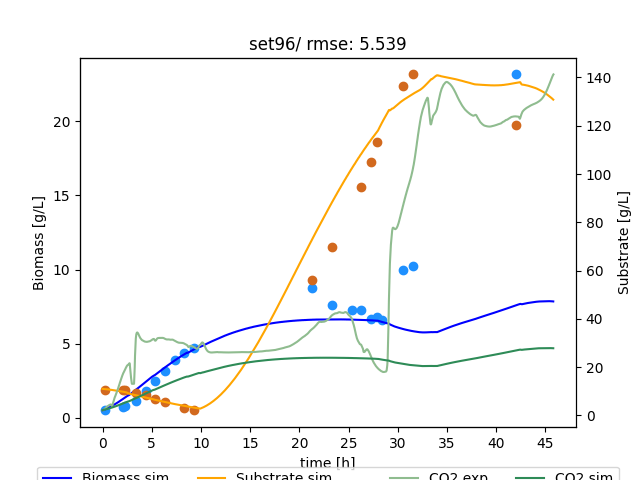 set96/ rmse: 5.539
Biomass [g/L]
0
5
10
15
20
0
20
40
60
80
100
120
140
Substrate [g/L]
0 5 10 15 20 25 30 35 40 45
time [h]
Biomass sim Substrate sim CO2 exp CO2 sim